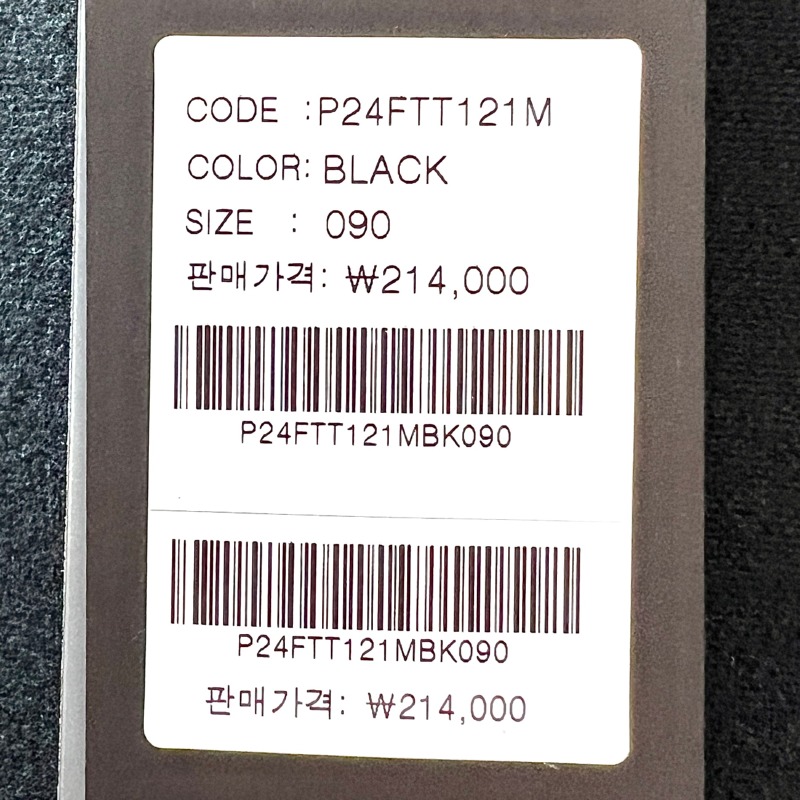 CODE :P24FTT121M
COLOR: BLACK
SIZE : 090
판매가격: ₩214,000
P24FTT121MBK090
P24FTT121MBK090
판매가격: ₩214,000